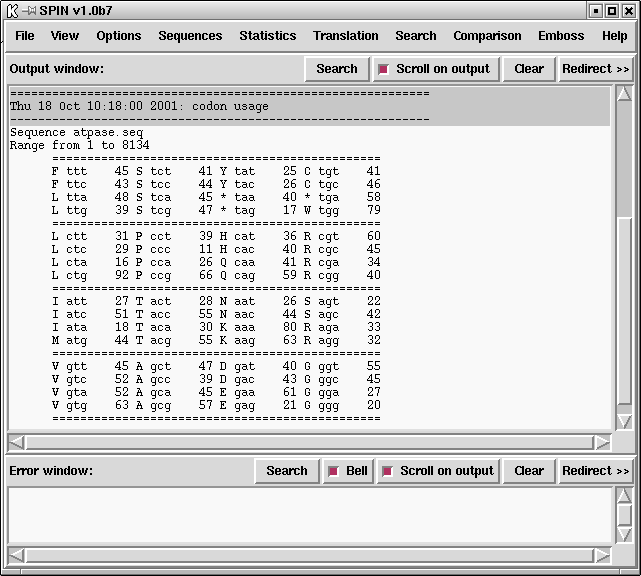 SPIN v1.0b7
File View Options Sequences Statistics Translation Search Comparison Emboss Help
Output window: Search Scroll on output Clear Redirect >>
============================================================
Thu 18 Oct 10:18:00 2001: codon usage
------------------------------------------------------------
Sequence atpase.seq
Range from 1 to 8134
===============================================
F ttt 45 S tct 41 Y tat 25 C tgt 41
F ttc 43 S tcc 44 Y tac 26 C tgc 46
L tta 48 S tca 45 * taa 40 * tga 58
L ttg 39 S tcg 47 * tag 17 W tgg 79
===============================================
L ctt 31 P cct 39 H cat 36 R cgt 60
L ctc 29 P ccc 11 H cac 40 R cgc 45
L cta 16 P cca 26 Q caa 41 R cga 34
L ctg 92 P ccg 66 Q cag 59 R cgg 40
===============================================
I att 27 T act 28 N aat 26 S agt 22
I atc 51 T acc 55 N aac 44 S agc 42
I ata 18 T aca 30 K aaa 80 R aga 33
M atg 44 T acg 55 K aag 63 R agg 32
===============================================
V gtt 45 A gct 47 D gat 40 G ggt 55
V gtc 52 A gcc 39 D gac 43 G ggc 45
V gta 52 A gca 45 E gaa 61 G gga 27
V gtg 63 A gcg 57 E gag 21 G ggg 20
===============================================
Error window: Search Bell Scroll on output Clear Redirect >>